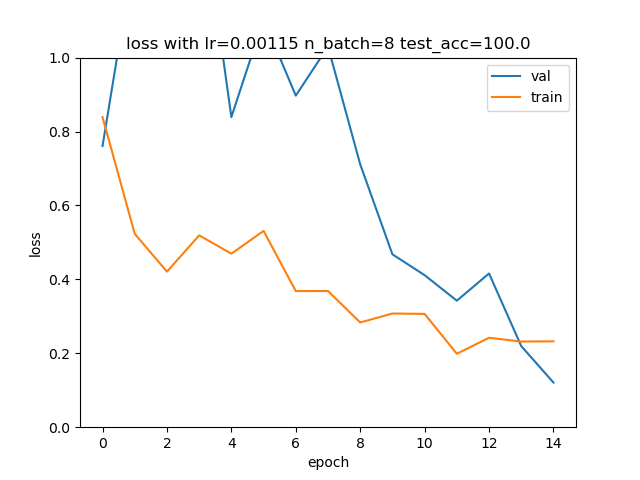 loss with lr=0.00115 n_batch=8 test_acc=100.0
val
train
1.0
0.8
0.6
0.4
0.2
0.0
loss
0 2 4 6 8 10 12 14
epoch